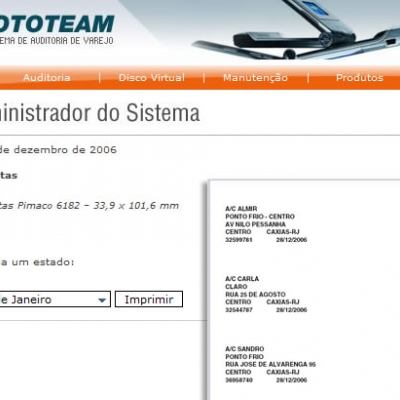 OTOTEAM
EMA DE AUDITORIA DE VAREJO
Auditoria | Disco Virtual | Manutenção | Produtos
inistrador do Sistema
de dezembro de 2006
tas
tas Pimaco 6182 – 33,9 x 101,6 mm
a um estado:
e Janeiro
Imprimir
A/C ALMIR
PONTO FRIO - CENTRO
AV NILO PESSANHA
CENTRO CAXIAS-RJ
32599781 28/12/2006
A/C CARLA
CLARO
RUA 25 DE AGOSTO
CENTRO CAXIAS-RJ
32544787 28/12/2006
A/C SANDRO
PONTO FRIO
RUA JOSE DE ALVARENGA 95
CENTRO CAXIAS-RJ
36958740 28/12/2006